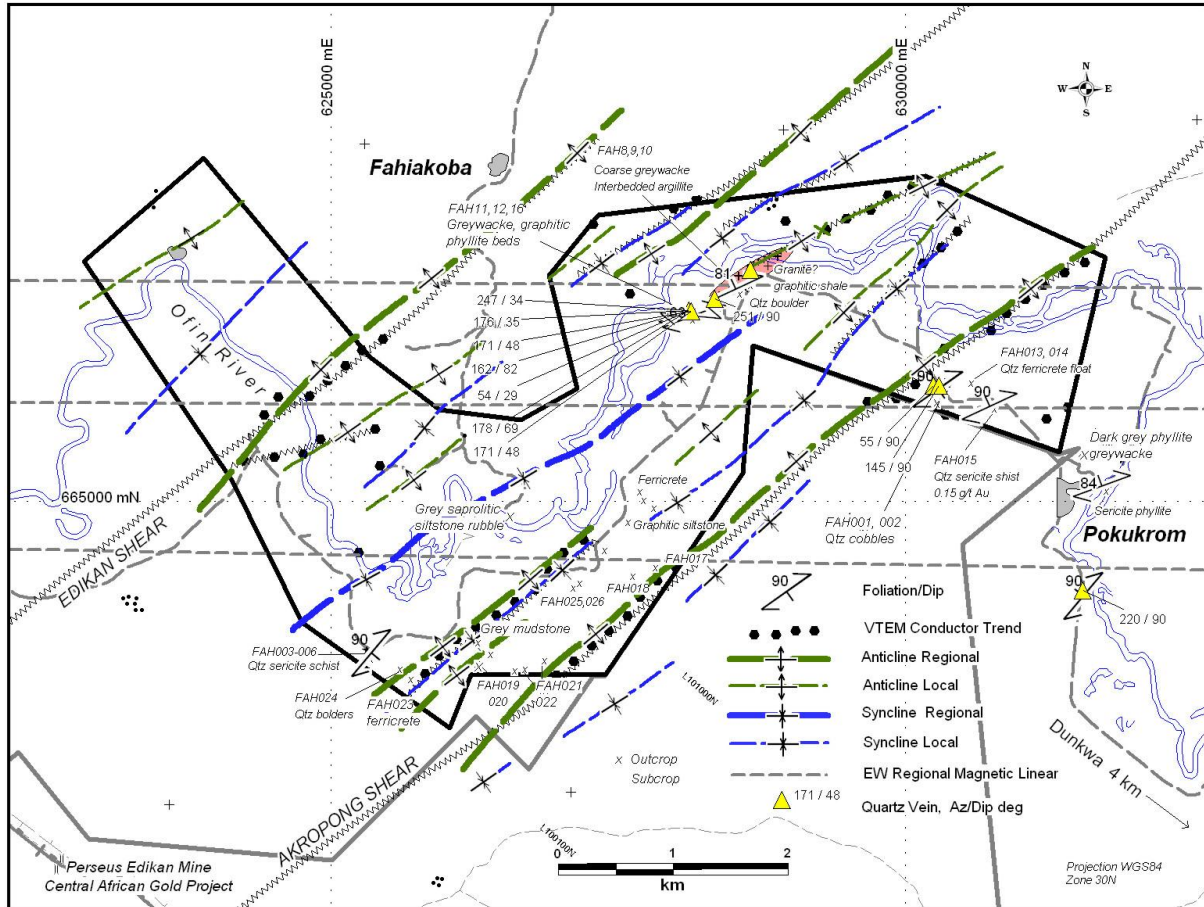 625000 mE
630000 mE
N
W
E
S
Fahiakoba
FAH8,9,10
Coarse greywacke
Interbedded argillite
FAH11,12,16
Greywacke, graphitic
phyllite beds
81
Granite?
graphitic shale
Qtz boulder
251 / 90
63
247 / 34
176 / 35
171 / 48
162 / 82
54 / 29
178 / 69
171 / 48
Ofin River
FAH013, 014
Qtz ferricrete float
90
90
55 / 90
145 / 90
FAH015
Qtz sericite shist
0.15 g/t Au
FAH001, 002
Qtz cobbles
Dark grey phyllite
greywacke
84
Sericite phyllite
Pokukrom
665000 mN
EDIKAN SHEAR
Grey saprolitic
siltstone rubble
Ferricrete
Graphitic siltstone
FAH017
FAH018
FAH025,026
Grey mudstone
90
FAH003-006
Qtz sericite schist
FAH024
Qtz bolders
FAH023
ferricrete
FAH019
020
FAH021
022
AKROPONG SHEAR
L101000N
L100100N
x Outcrop
Subcrop
90
220 / 90
90
Foliation/Dip
VTEM Conductor Trend
Anticline Regional
Anticline Local
Syncline Regional
Syncline Local
EW Regional Magnetic Linear
171 / 48
Quartz Vein, Az/Dip deg
Dunkwa 4 km
0
1
2
km
Perseus Edikan Mine
Central African Gold Project
Projection WGS84
Zone 30N